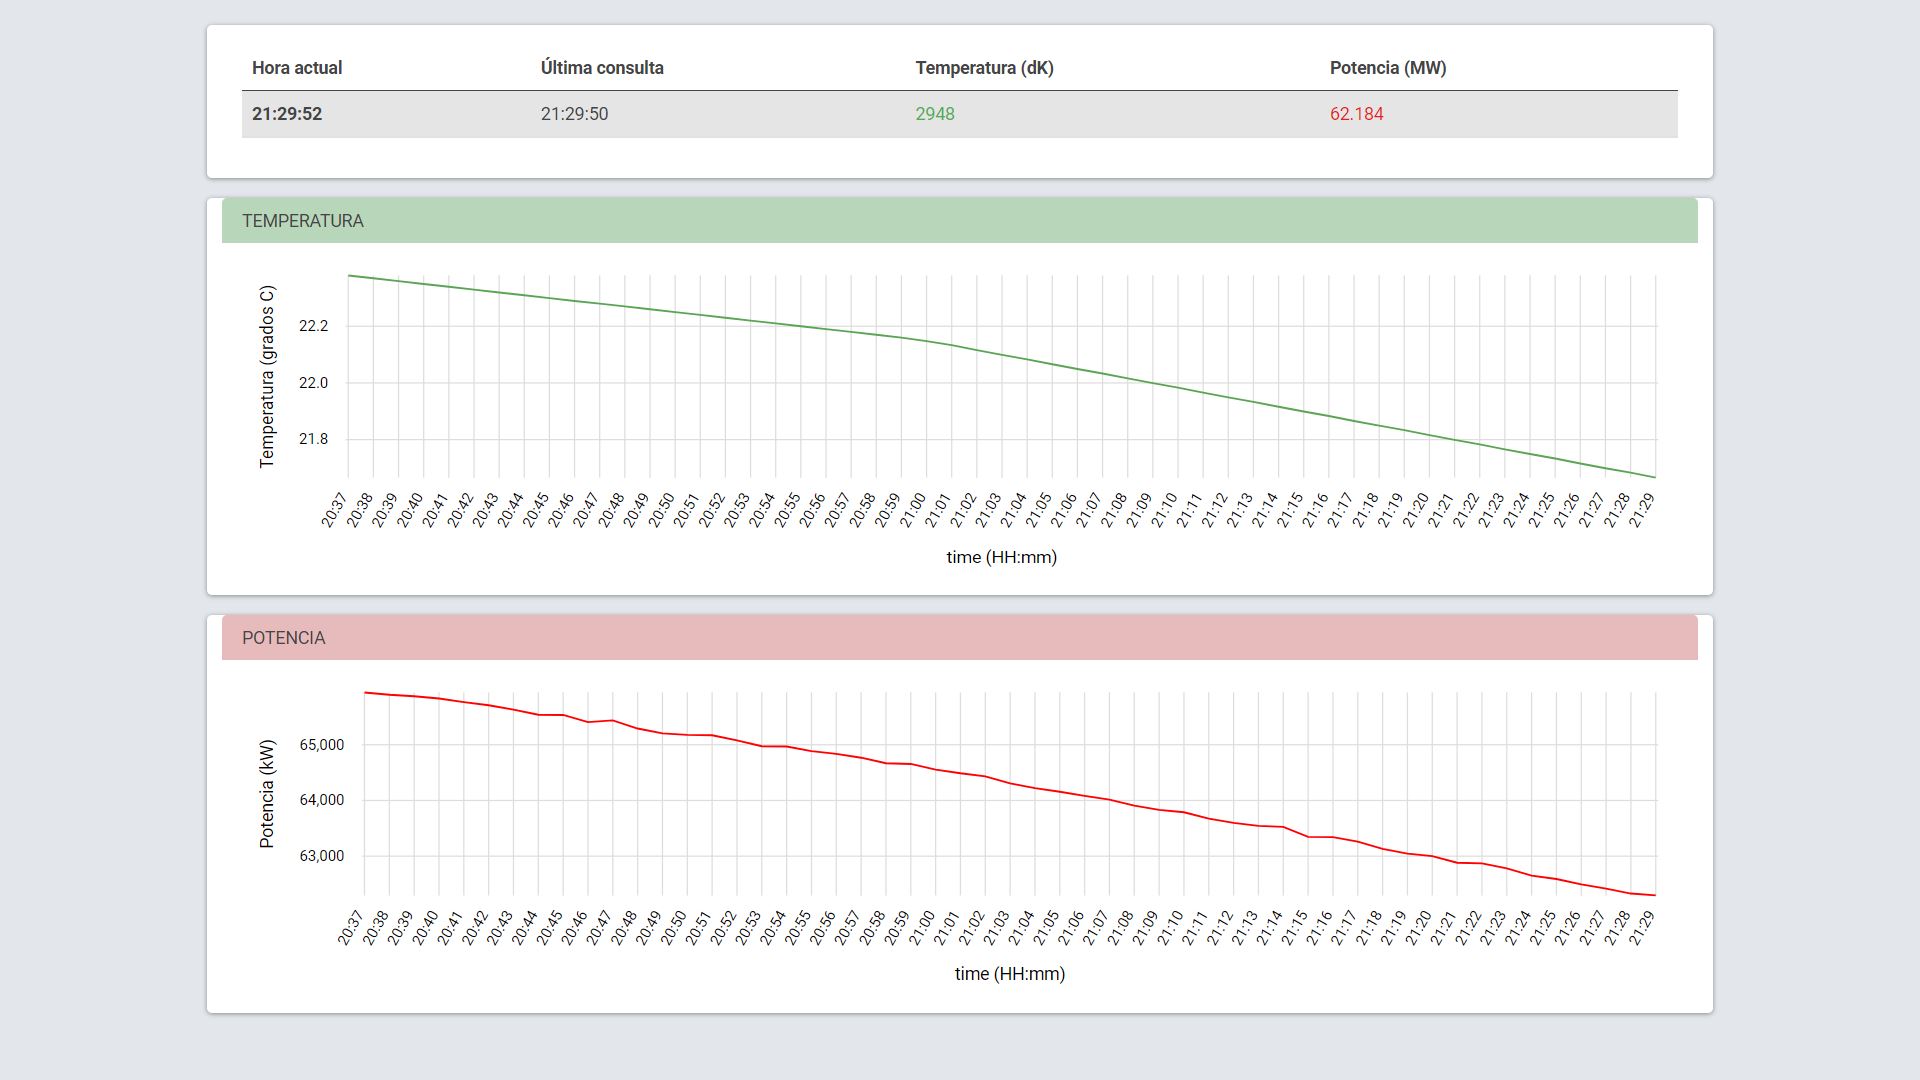 Hora actual Última consulta Temperatura (dK) Potencia (MW)
21:29:52 21:29:50 2948 62.184
TEMPERATURA
Temperatura (grados C)
22.2
22.0
21.8
20:37 20:38 20:39 20:40 20:41 20:42 20:43 20:44 20:45 20:46 20:47 20:48 20:49 20:50 20:51 20:52 20:53 20:54 20:55 20:56 20:57 20:58 20:59 21:00 21:01 21:02 21:03 21:04 21:05 21:06 21:07 21:08 21:09 21:10 21:11 21:12 21:13 21:14 21:15 21:16 21:17 21:18 21:19 21:20 21:21 21:22 21:23 21:24 21:25 21:26 21:27 21:28 21:29
time (HH:mm)
POTENCIA
Potencia (kW)
65,000
64,000
63,000
20:37 20:38 20:39 20:40 20:41 20:42 20:43 20:44 20:45 20:46 20:47 20:48 20:49 20:50 20:51 20:52 20:53 20:54 20:55 20:56 20:57 20:58 20:59 21:00 21:01 21:02 21:03 21:04 21:05 21:06 21:07 21:08 21:09 21:10 21:11 21:12 21:13 21:14 21:15 21:16 21:17 21:18 21:19 21:20 21:21 21:22 21:23 21:24 21:25 21:26 21:27 21:28 21:29
time (HH:mm)